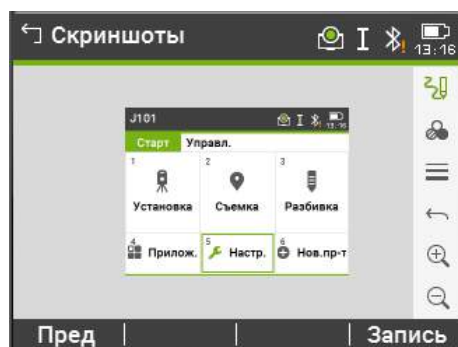 Скриншоты
I
13:16
J101
I
13:16
Старт Управл.
1 2 3
Установка Съемка Разбивка
4 5 6
Прилож. Настр. Нов.пр-т
Пред Запись